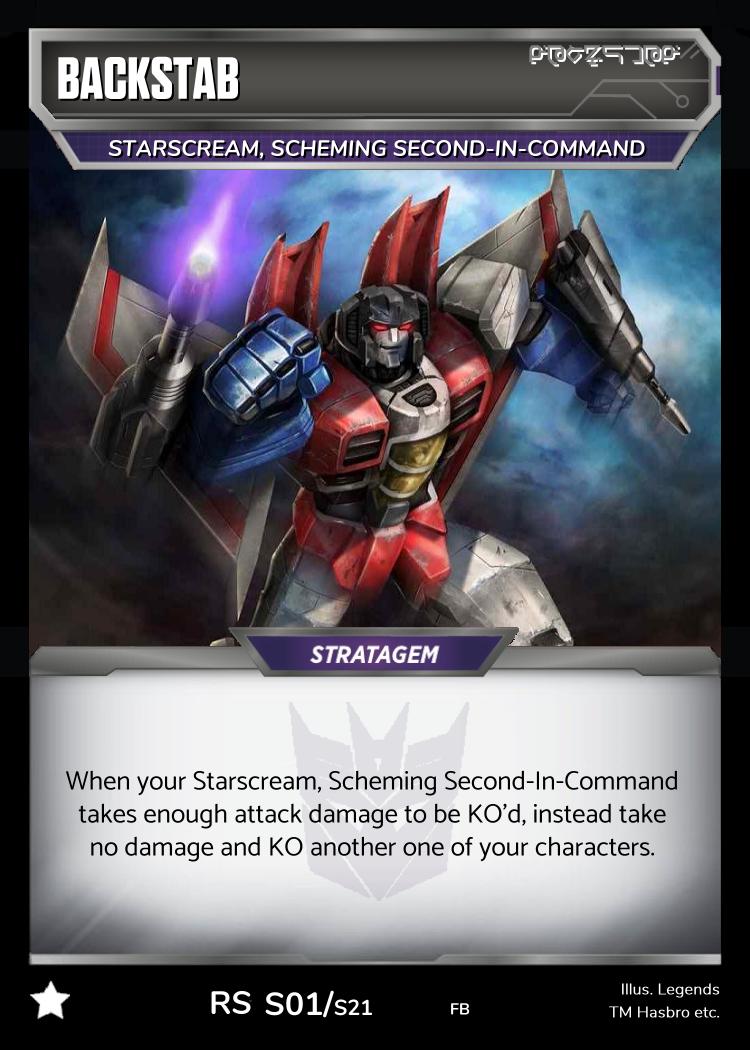 BACKSTAB
STARSCREAM, SCHEMING SECOND-IN-COMMAND
STRATAGEM
When your Starscream, Scheming Second-In-Command
takes enough attack damage to be KO’d, instead take
no damage and KO another one of your characters.
RS S01/S21
FB
Illus. Legends
TM Hasbro etc.